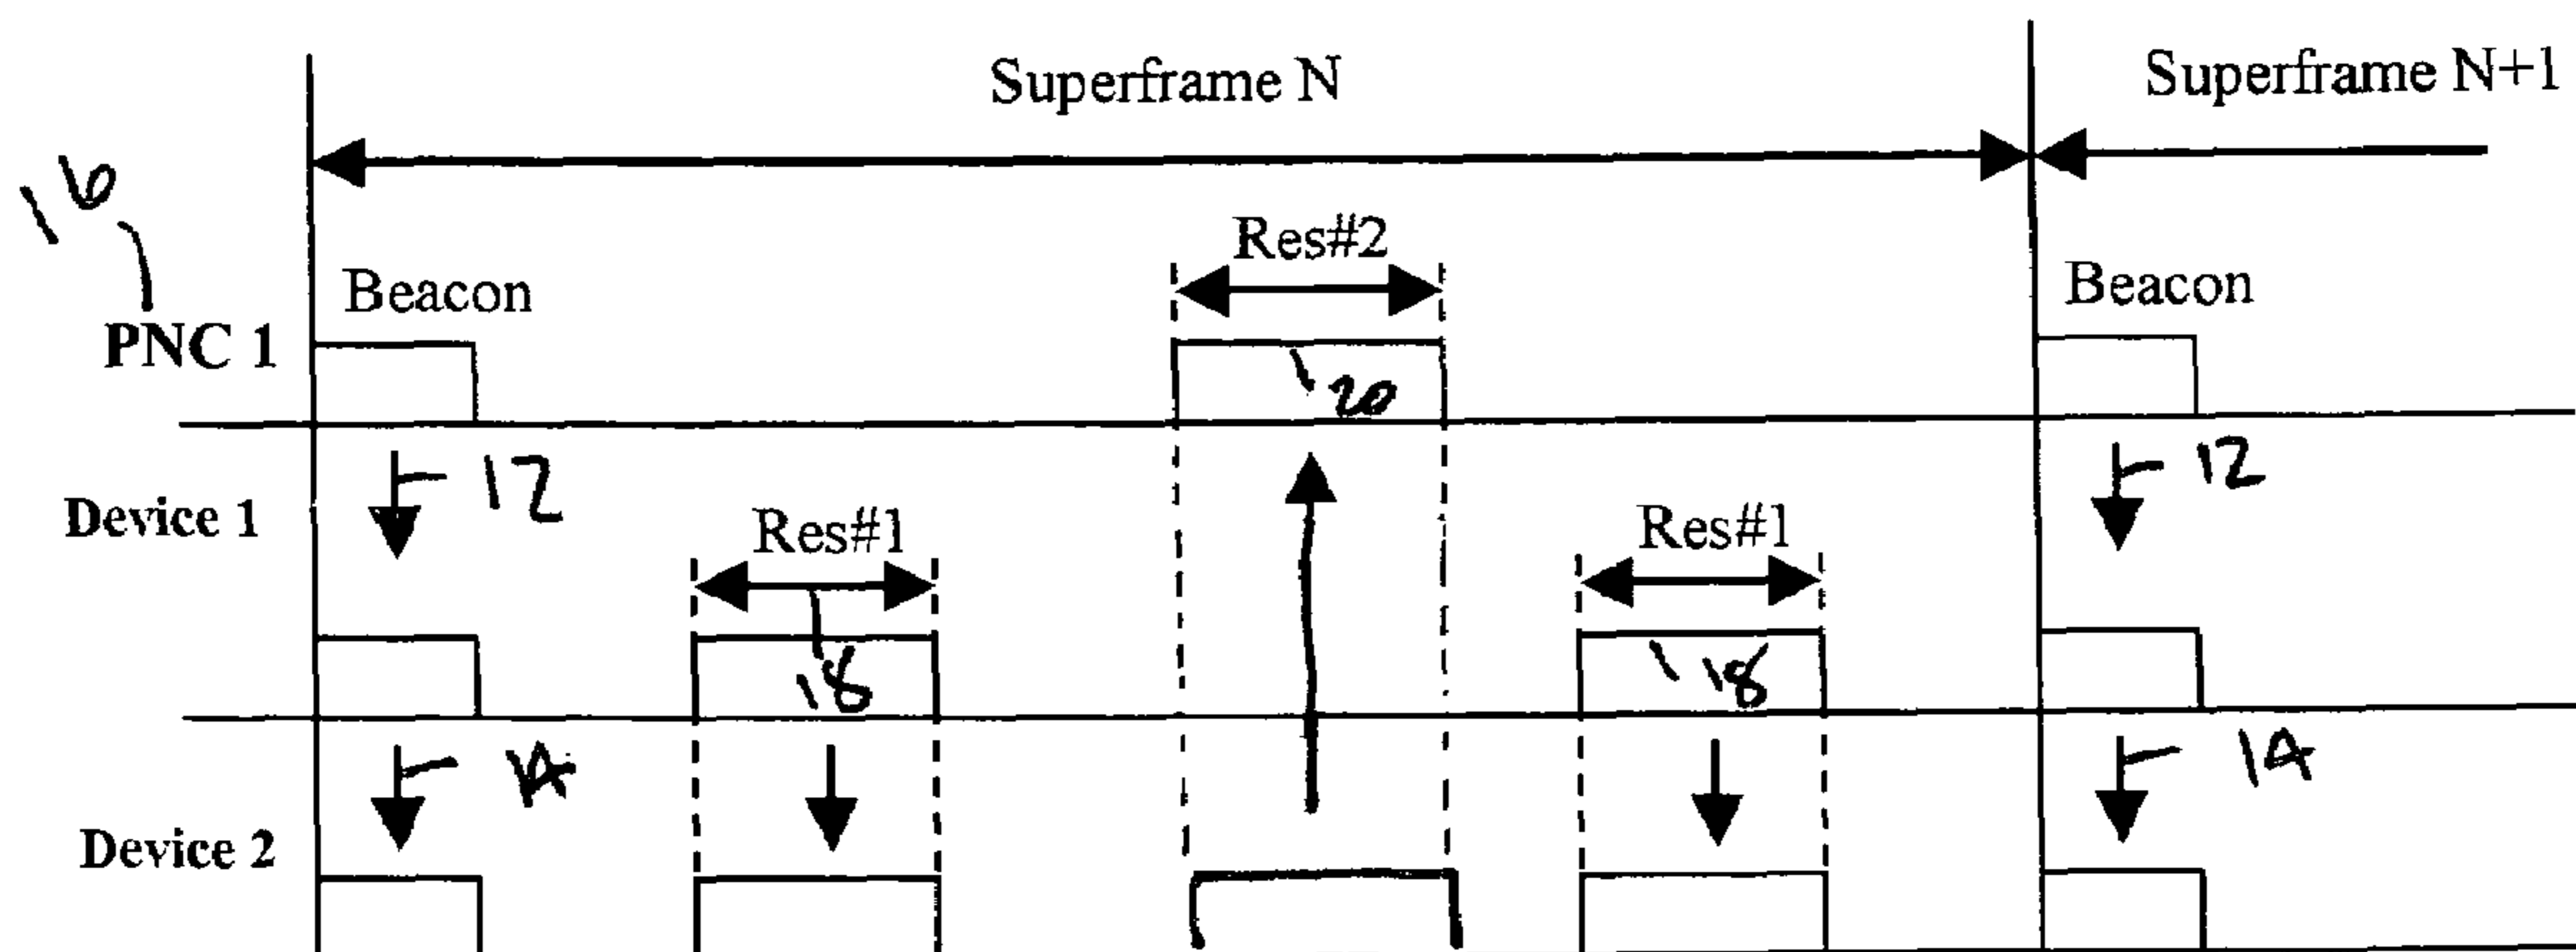 Superframe N
Superframe N+1
16
Res#2
Beacon
Beacon
PNC 1
20
12
12
Device 1
Res#1
Res#1
18
18
14
14
Device 2